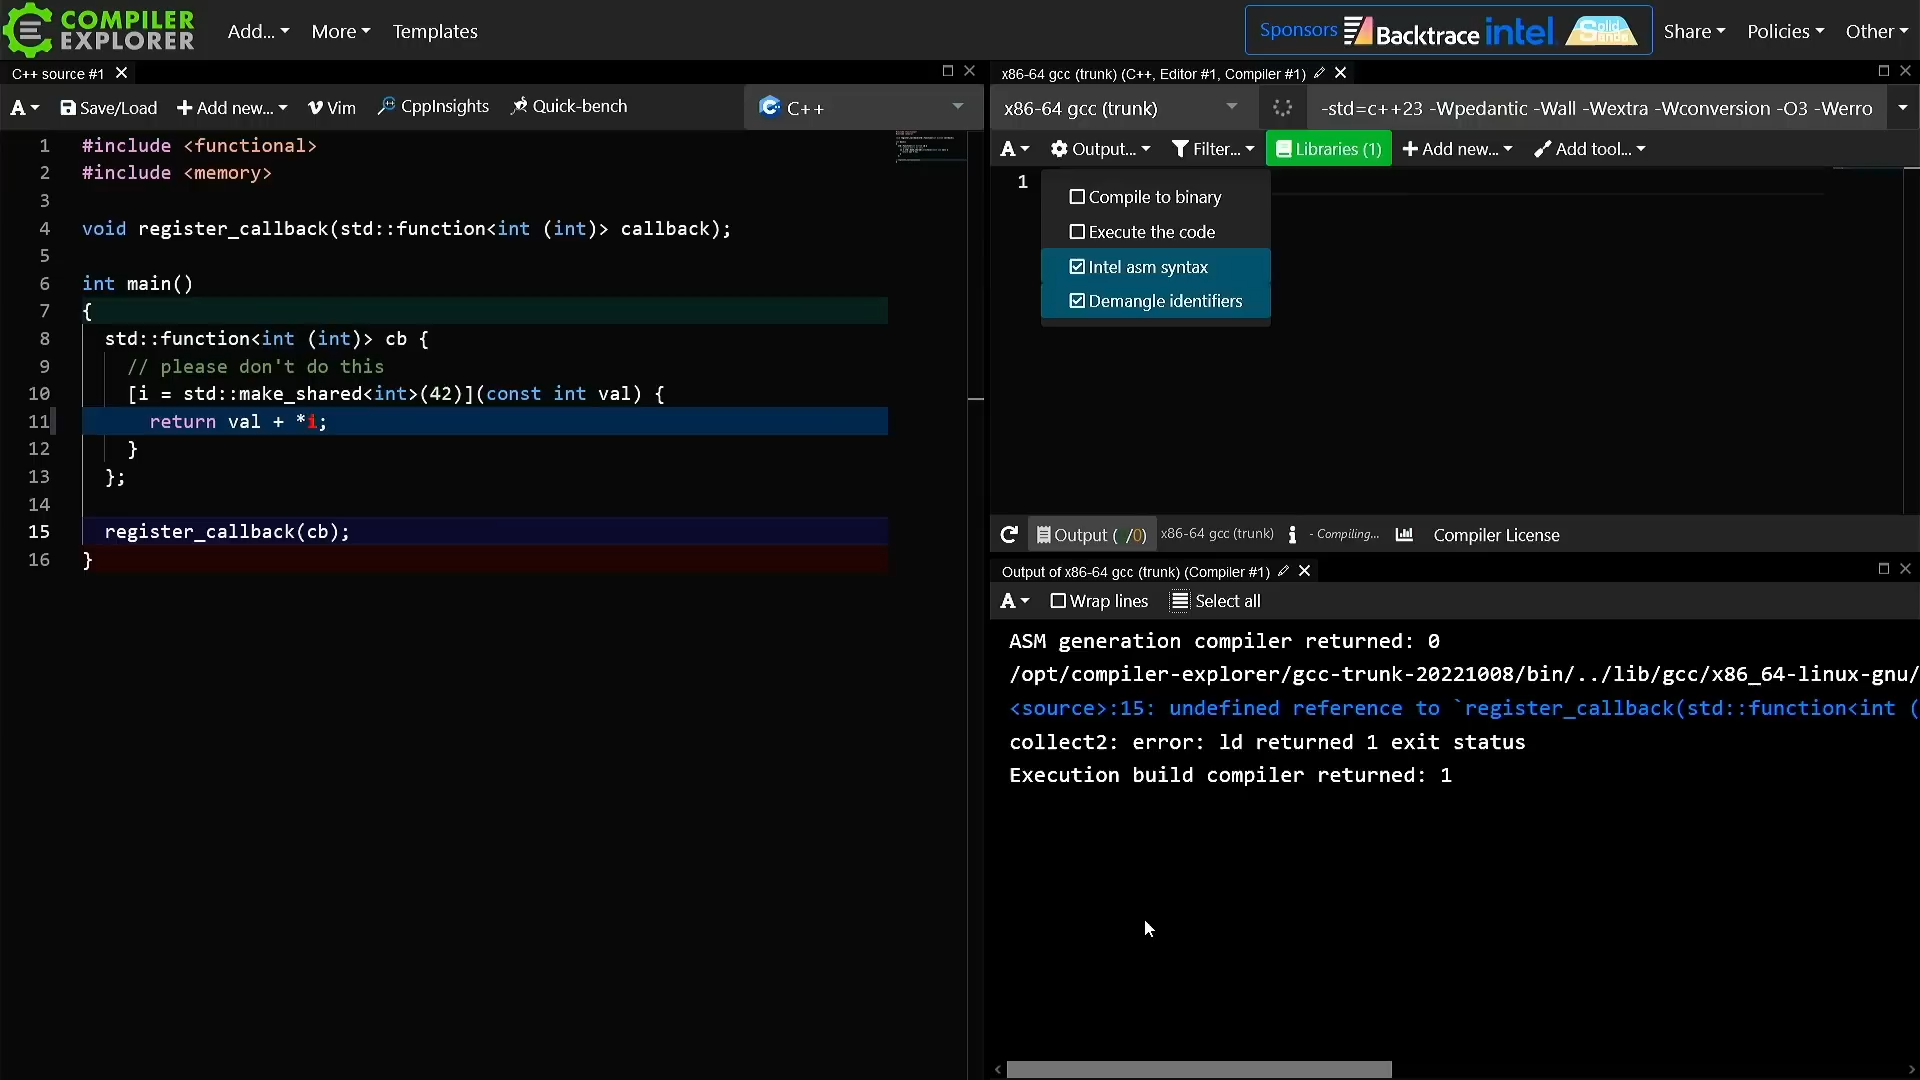 COMPILER
EXPLORER
Add...
More
Templates
Sponsors
Backtrace
intel
Solid Sands
Share
Policies
Other
C++ source #1
A
Save/Load
Add new...
Vim
CppInsights
Quick-bench
C++
1 #include <functional>
2 #include <memory>
3
4 void register_callback(std::function<int (int)> callback);
5
6 int main()
7 {
8   std::function<int (int)> cb {
9     // please don't do this
10     [i = std::make_shared<int>(42)](const int val) {
11       return val + *i;
12     }
13   };
14
15   register_callback(cb);
16 }
x86-64 gcc (trunk) (C++, Editor #1, Compiler #1)
x86-64 gcc (trunk)
-std=c++23 -Wpedantic -Wall -Wextra -Wconversion -O3 -Werro
A
Output...
Filter...
Libraries (1)
Add new...
Add tool...
1
Compile to binary
Execute the code
Intel asm syntax
Demangle identifiers
Output ( /0)
x86-64 gcc (trunk)
- Compiling...
Compiler License
Output of x86-64 gcc (trunk) (Compiler #1)
A
Wrap lines
Select all
ASM generation compiler returned: 0
/opt/compiler-explorer/gcc-trunk-20221008/bin/../lib/gcc/x86_64-linux-gnu/
<source>:15: undefined reference to `register_callback(std::function<int (
collect2: error: ld returned 1 exit status
Execution build compiler returned: 1